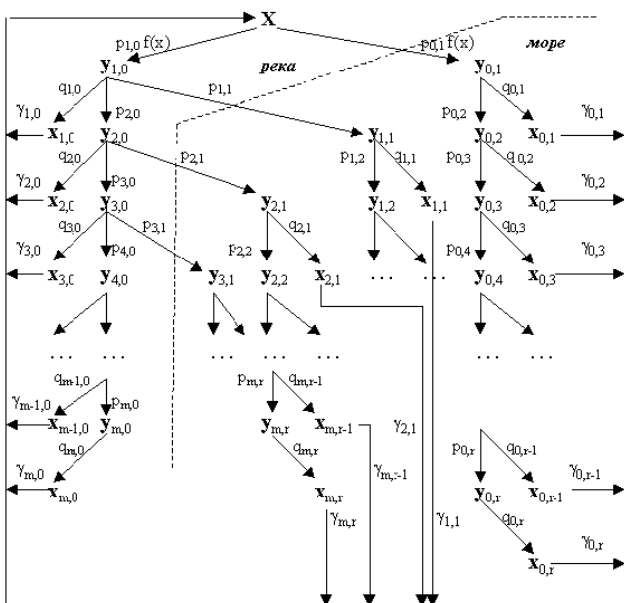 X
p1,0 f(x) p0,1 f(x) море
y1,0 река y0,1
q1,0 p1,1 q0,1
γ1,0 p2,0 p0,2 γ0,1
x1,0 y2,0 y1,1 y0,2 x0,1
q2,0 p2,1 p1,2 q1,1 p0,3 q0,2
γ2,0 p3,0 γ0,2
x2,0 y3,0 y2,1 y1,2 x1,1 y0,3 x0,2
q3,0 p3,1 q2,1 q0,3
γ3,0 p4,0 p2,2 p0,4 γ0,3
x3,0 y4,0 y3,1 y2,2 x2,1 … … y0,4 x0,3
… … … … … … …
qm-1,0 pm,r qm,r-1
γm-1,0 pm,0
xm-1,0 ym,0 ym,r xm,r-1 γ2,1 p0,r q0,r-1
qm,0 qm,r
γm,0 γm,r-1 γ0,r-1
xm,0 xm,r y0,r x0,r-1
γm,r γ1,1 q0,r
γ0,r
x0,r